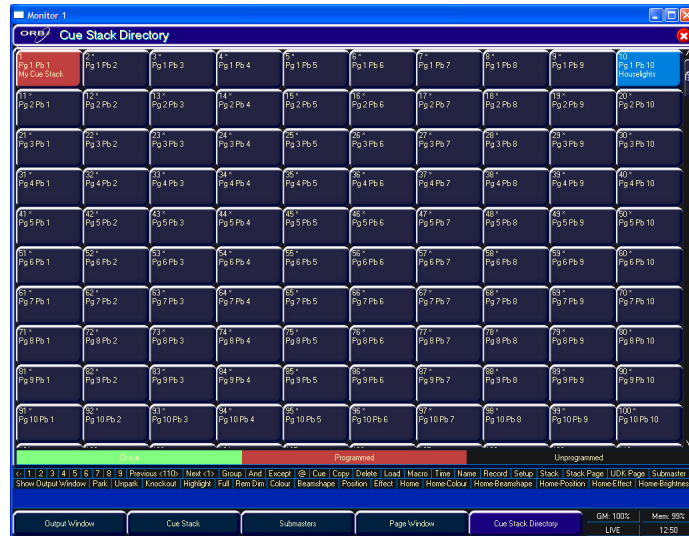 Monitor 1
ORB Cue Stack Directory
1 2 * 3 * 4 * 5 * 6 * 7 * 8 * 9 * 10
Pg 1 Pb 1 Pg 1 Pb 2 Pg 1 Pb 3 Pg 1 Pb 4 Pg 1 Pb 5 Pg 1 Pb 6 Pg 1 Pb 7 Pg 1 Pb 8 Pg 1 Pb 9 Pg 1 Pb 10
My Cue Stack Houselights
11 * 12 * 13 * 14 * 15 * 16 * 17 * 18 * 19 * 20 *
Pg 2 Pb 1 Pg 2 Pb 2 Pg 2 Pb 3 Pg 2 Pb 4 Pg 2 Pb 5 Pg 2 Pb 6 Pg 2 Pb 7 Pg 2 Pb 8 Pg 2 Pb 9 Pg 2 Pb 10
21 * 22 * 23 * 24 * 25 * 26 * 27 * 28 * 29 * 30 *
Pg 3 Pb 1 Pg 3 Pb 2 Pg 3 Pb 3 Pg 3 Pb 4 Pg 3 Pb 5 Pg 3 Pb 6 Pg 3 Pb 7 Pg 3 Pb 8 Pg 3 Pb 9 Pg 3 Pb 10
31 * 32 * 33 * 34 * 35 * 36 * 37 * 38 * 39 * 40 *
Pg 4 Pb 1 Pg 4 Pb 2 Pg 4 Pb 3 Pg 4 Pb 4 Pg 4 Pb 5 Pg 4 Pb 6 Pg 4 Pb 7 Pg 4 Pb 8 Pg 4 Pb 9 Pg 4 Pb 10
41 * 42 * 43 * 44 * 45 * 46 * 47 * 48 * 49 * 50 *
Pg 5 Pb 1 Pg 5 Pb 2 Pg 5 Pb 3 Pg 5 Pb 4 Pg 5 Pb 5 Pg 5 Pb 6 Pg 5 Pb 7 Pg 5 Pb 8 Pg 5 Pb 9 Pg 5 Pb 10
51 * 52 * 53 * 54 * 55 * 56 * 57 * 58 * 59 * 60 *
Pg 6 Pb 1 Pg 6 Pb 2 Pg 6 Pb 3 Pg 6 Pb 4 Pg 6 Pb 5 Pg 6 Pb 6 Pg 6 Pb 7 Pg 6 Pb 8 Pg 6 Pb 9 Pg 6 Pb 10
61 * 62 * 63 * 64 * 65 * 66 * 67 * 68 * 69 * 70 *
Pg 7 Pb 1 Pg 7 Pb 2 Pg 7 Pb 3 Pg 7 Pb 4 Pg 7 Pb 5 Pg 7 Pb 6 Pg 7 Pb 7 Pg 7 Pb 8 Pg 7 Pb 9 Pg 7 Pb 10
71 * 72 * 73 * 74 * 75 * 76 * 77 * 78 * 79 * 80 *
Pg 8 Pb 1 Pg 8 Pb 2 Pg 8 Pb 3 Pg 8 Pb 4 Pg 8 Pb 5 Pg 8 Pb 6 Pg 8 Pb 7 Pg 8 Pb 8 Pg 8 Pb 9 Pg 8 Pb 10
81 * 82 * 83 * 84 * 85 * 86 * 87 * 88 * 89 * 90 *
Pg 9 Pb 1 Pg 9 Pb 2 Pg 9 Pb 3 Pg 9 Pb 4 Pg 9 Pb 5 Pg 9 Pb 6 Pg 9 Pb 7 Pg 9 Pb 8 Pg 9 Pb 9 Pg 9 Pb 10
91 * 92 * 93 * 94 * 95 * 96 * 97 * 98 * 99 * 100 *
Pg 10 Pb 1 Pg 10 Pb 2 Pg 10 Pb 3 Pg 10 Pb 4 Pg 10 Pb 5 Pg 10 Pb 6 Pg 10 Pb 7 Pg 10 Pb 8 Pg 10 Pb 9 Pg 10 Pb 10
Chase Programmed Unprogrammed
<- 1 2 3 4 5 6 7 8 9 Previous <110> Next <1> Group And Except @ Cue Copy Delete Load Macro Time Name Record Setup Stack Stack Page UDK Page Submaster
Show Output Window Park Unpark Knockout Highlight Full Rem Dim Colour Beamshape Position Effect Home Home-Colour Home-Beamshape Home-Position Home-Effect Home-Brightnes
Output Window Cue Stack Submasters Page Window Cue Stack Directory GM: 100% Mem: 99%
LIVE 12:50